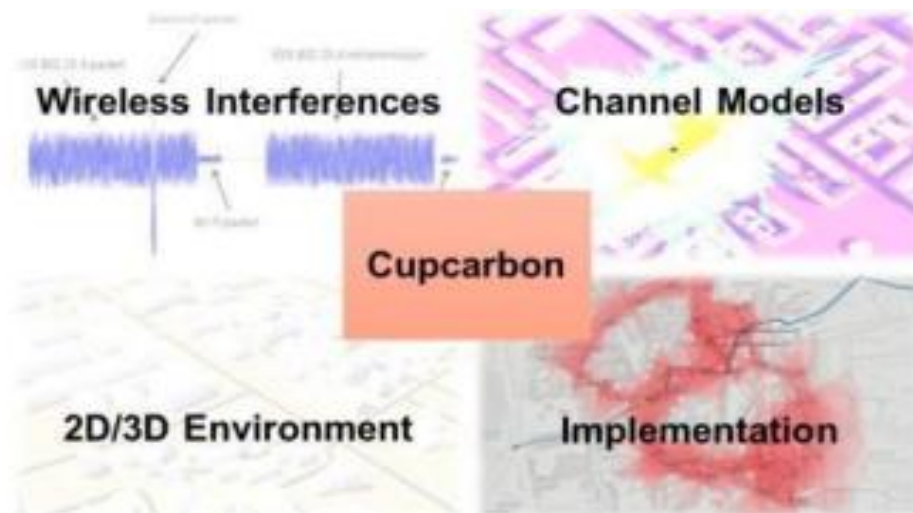 Wireless Interferences
Channel Models
Cupcarbon
2D/3D Environment
Implementation